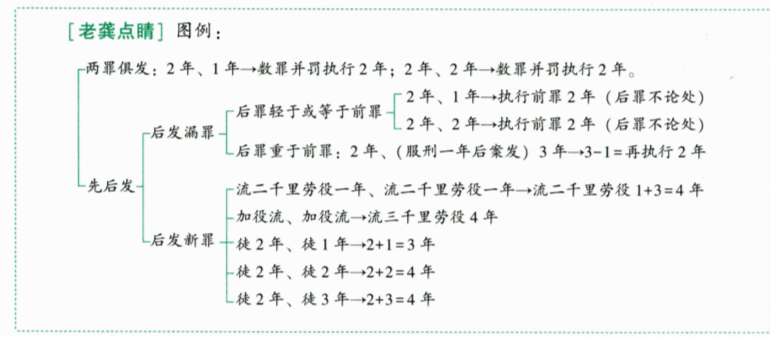 [老龚点睛] 图例：
两罪俱发：2年、1年→数罪并罚执行2年；2年、2年→数罪并罚执行2年。
先后发
后发漏罪
后罪轻于或等于前罪
2年、1年→执行前罪2年（后罪不论处）
2年、2年→执行前罪2年（后罪不论处）
后罪重于前罪：2年、（服刑一年后案发）3年→3-1=再执行2年
后发新罪
流二千里劳役一年、流二千里劳役一年→流二千里劳役1+3=4年
加役流、加役流→流三千里劳役4年
徒2年、徒1年→2+1=3年
徒2年、徒2年→2+2=4年
徒2年、徒3年→2+3=4年